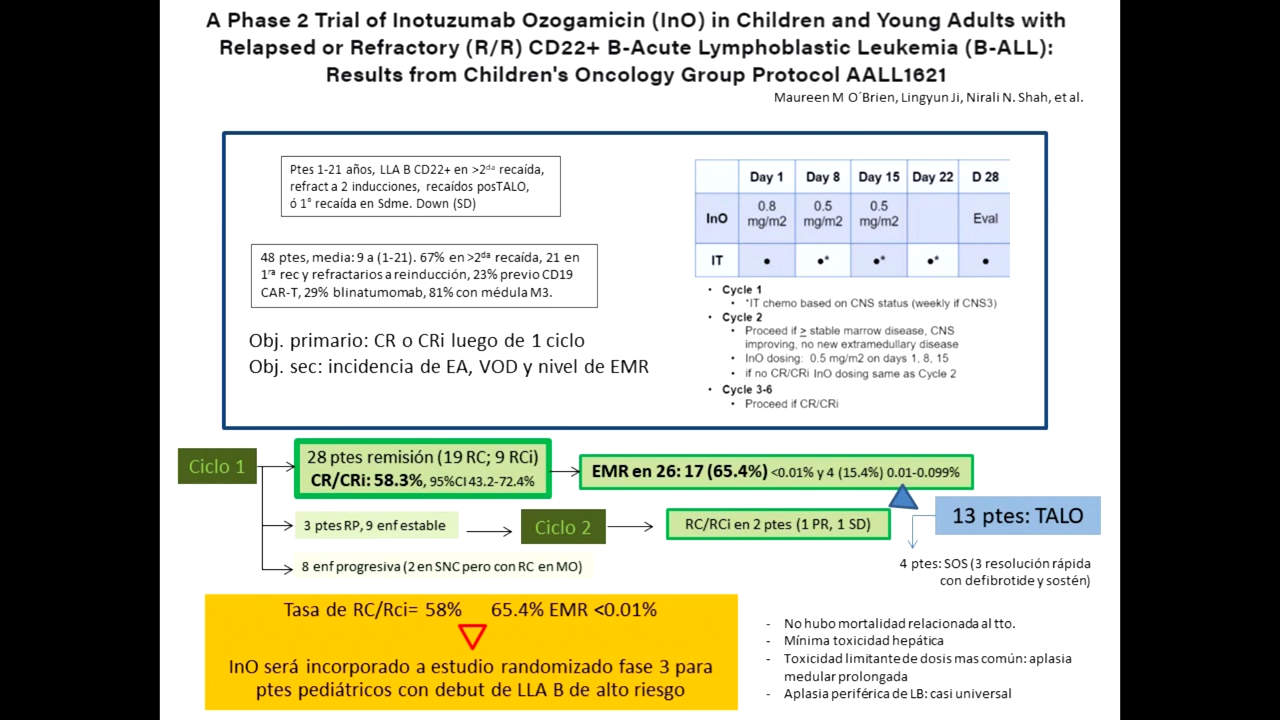 A Phase 2 Trial of Inotuzumab Ozogamicin (InO) in Children and Young Adults with
Relapsed or Refractory (R/R) CD22+ B-Acute Lymphoblastic Leukemia (B-ALL):
Results from Children's Oncology Group Protocol AALL1621
Maureen M O´Brien, Lingyun Ji, Nirali N. Shah, et al.
Ptes 1-21 años, LLA B CD22+ en >2da recaída,
refract a 2 inducciones, recaídos posTALO,
ó 1° recaída en Sdme. Down (SD)
48 ptes, media: 9 a (1-21). 67% en >2da recaída, 21 en
1ra rec y refractarios a reinducción, 23% previo CD19
CAR-T, 29% blinatumomab, 81% con médula M3.
Obj. primario: CR o CRi luego de 1 ciclo
Obj. sec: incidencia de EA, VOD y nivel de EMR
Day 1 Day 8 Day 15 Day 22 D 28
InO 0.8 mg/m2 0.5 mg/m2 0.5 mg/m2 Eval
IT • •* •* •* •
• Cycle 1
• *IT chemo based on CNS status (weekly if CNS3)
• Cycle 2
• Proceed if ≥ stable marrow disease, CNS
improving, no new extramedullary disease
• InO dosing: 0.5 mg/m2 on days 1, 8, 15
• if no CR/CRi InO dosing same as Cycle 2
• Cycle 3-6
• Proceed if CR/CRi
Ciclo 1
28 ptes remisión (19 RC; 9 RCi)
CR/CRi: 58.3%, 95%CI 43.2-72.4%
EMR en 26: 17 (65.4%) <0.01% y 4 (15.4%) 0.01-0.099%
3 ptes RP, 9 enf estable
Ciclo 2
RC/RCi en 2 ptes (1 PR, 1 SD)
13 ptes: TALO
8 enf progresiva (2 en SNC pero con RC en MO)
4 ptes: SOS (3 resolución rápida
con defibrotide y sostén)
Tasa de RC/Rci= 58% 65.4% EMR <0.01%
InO será incorporado a estudio randomizado fase 3 para
ptes pediátricos con debut de LLA B de alto riesgo
- No hubo mortalidad relacionada al tto.
- Mínima toxicidad hepática
- Toxicidad limitante de dosis mas común: aplasia
medular prolongada
- Aplasia periférica de LB: casi universal